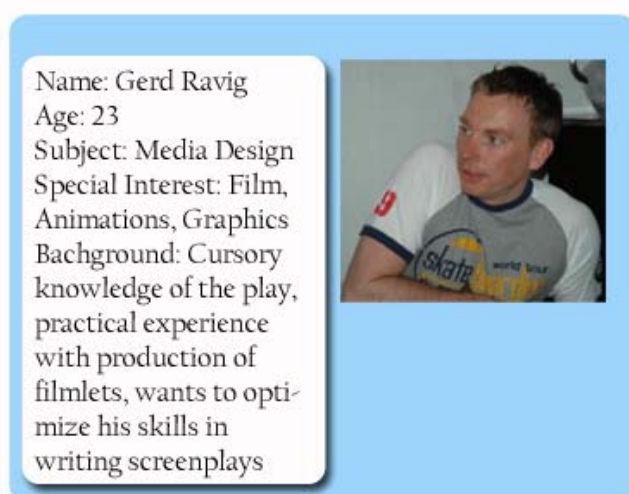 Name: Gerd Ravig
Age: 23
Subject: Media Design
Special Interest: Film,
Animations, Graphics
Bachground: Cursory
knowledge of the play,
practical experience
with production of
filmlets, wants to opti-
mize his skills in
writing screenplays
9
skate
world tour